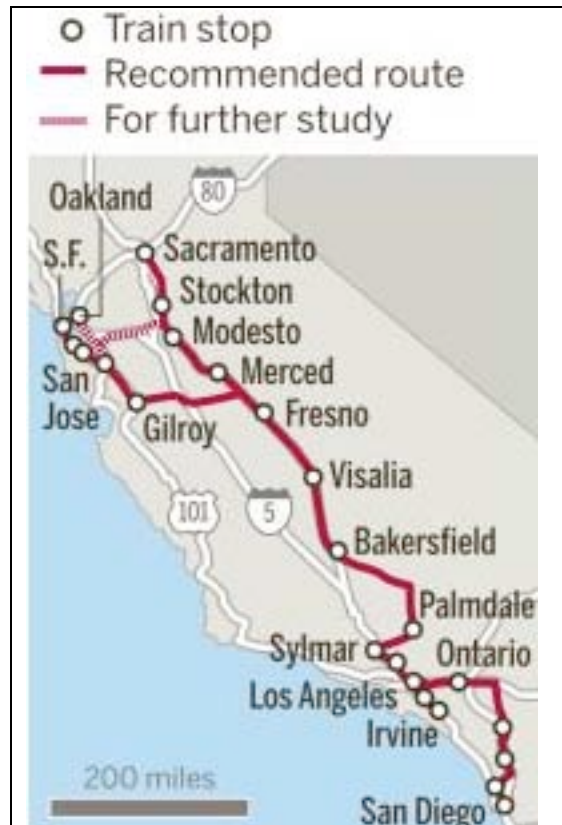 Train stop
Recommended route
For further study
Oakland
80
S.F.
Sacramento
Stockton
Modesto
Merced
San
Jose
Gilroy
Fresno
Visalia
101
5
Bakersfield
Palmdale
Sylmar
Ontario
Los Angeles
Irvine
200 miles
San Diego